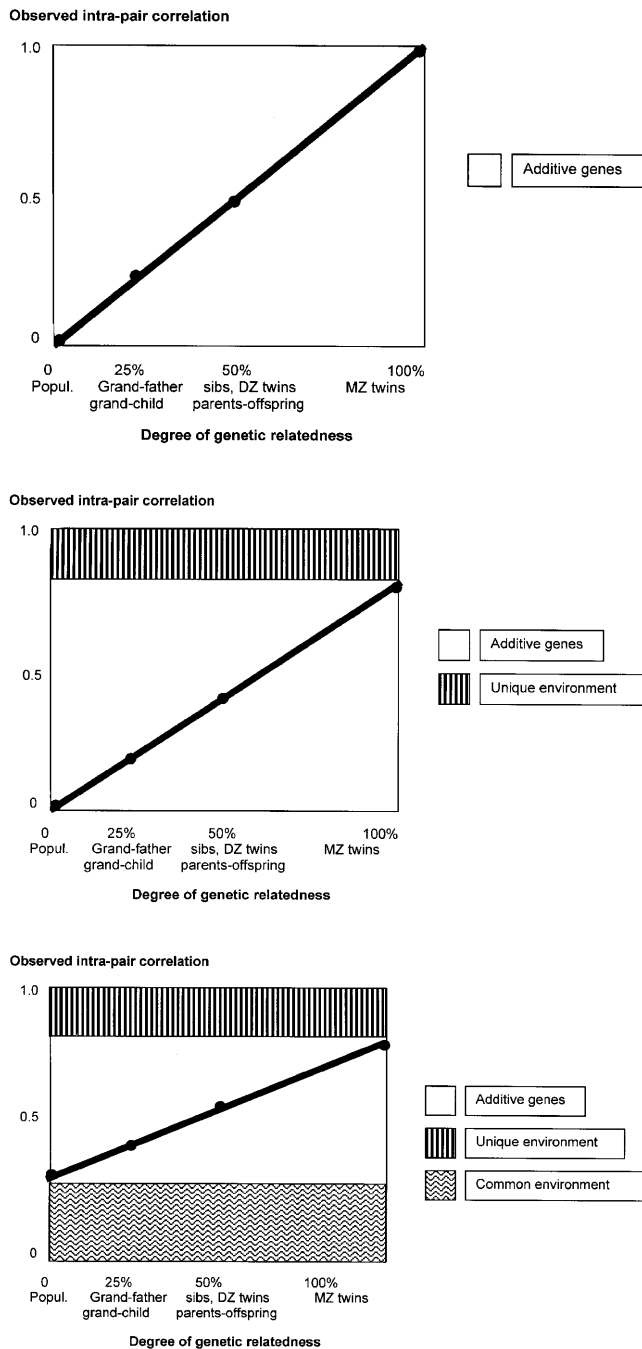 Observed intra-pair correlation
1.0
Additive genes
0.5
0
0 25% 50% 100%
Popul. Grand-father sibs, DZ twins MZ twins
grand-child parents-offspring
Degree of genetic relatedness
Observed intra-pair correlation
1.0
Additive genes
0.5
Unique environment
0
0 25% 50% 100%
Popul. Grand-father sibs, DZ twins MZ twins
grand-child parents-offspring
Degree of genetic relatedness
Observed intra-pair correlation
1.0
Additive genes
0.5
Unique environment
Common environment
0
0 25% 50% 100%
Popul. Grand-father sibs, DZ twins MZ twins
grand-child parents-offspring
Degree of genetic relatedness